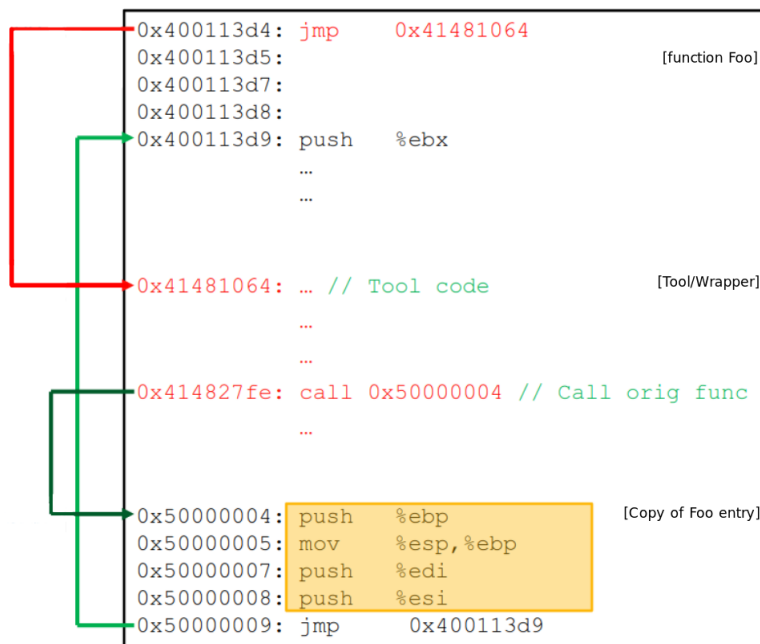 0x400113d4: jmp 0x41481064
0x400113d5: [function Foo]
0x400113d7:
0x400113d8:
0x400113d9: push %ebx
…
…
0x41481064: … // Tool code [Tool/Wrapper]
…
…
0x414827fe: call 0x50000004 // Call orig func
…
0x50000004: push %ebp [Copy of Foo entry]
0x50000005: mov %esp,%ebp
0x50000007: push %edi
0x50000008: push %esi
0x50000009: jmp 0x400113d9